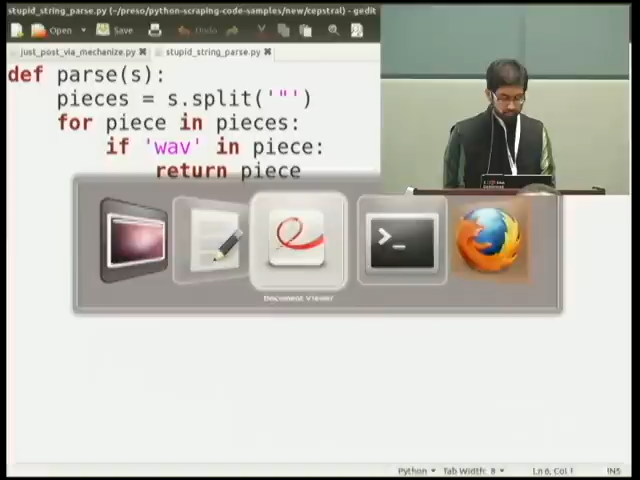 stupid_string_parse.py (~/preso/python-scraping-code-samples/new/cepstral) - gedit
Open
Save
Undo
just_post_via_mechanize.py
stupid_string_parse.py
def parse(s):
pieces = s.split('"')
for piece in pieces:
if 'wav' in piece:
return piece
>_
Document Viewer
Python
Tab Width: 8
Ln 6, Col 1
INS